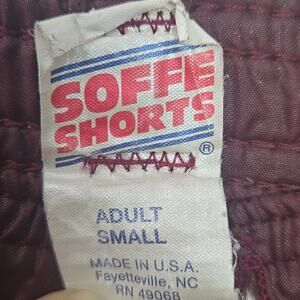 SOFFE
SHORTS®
ADULT
SMALL
MADE IN U.S.A.
Fayetteville, NC
RN 49068